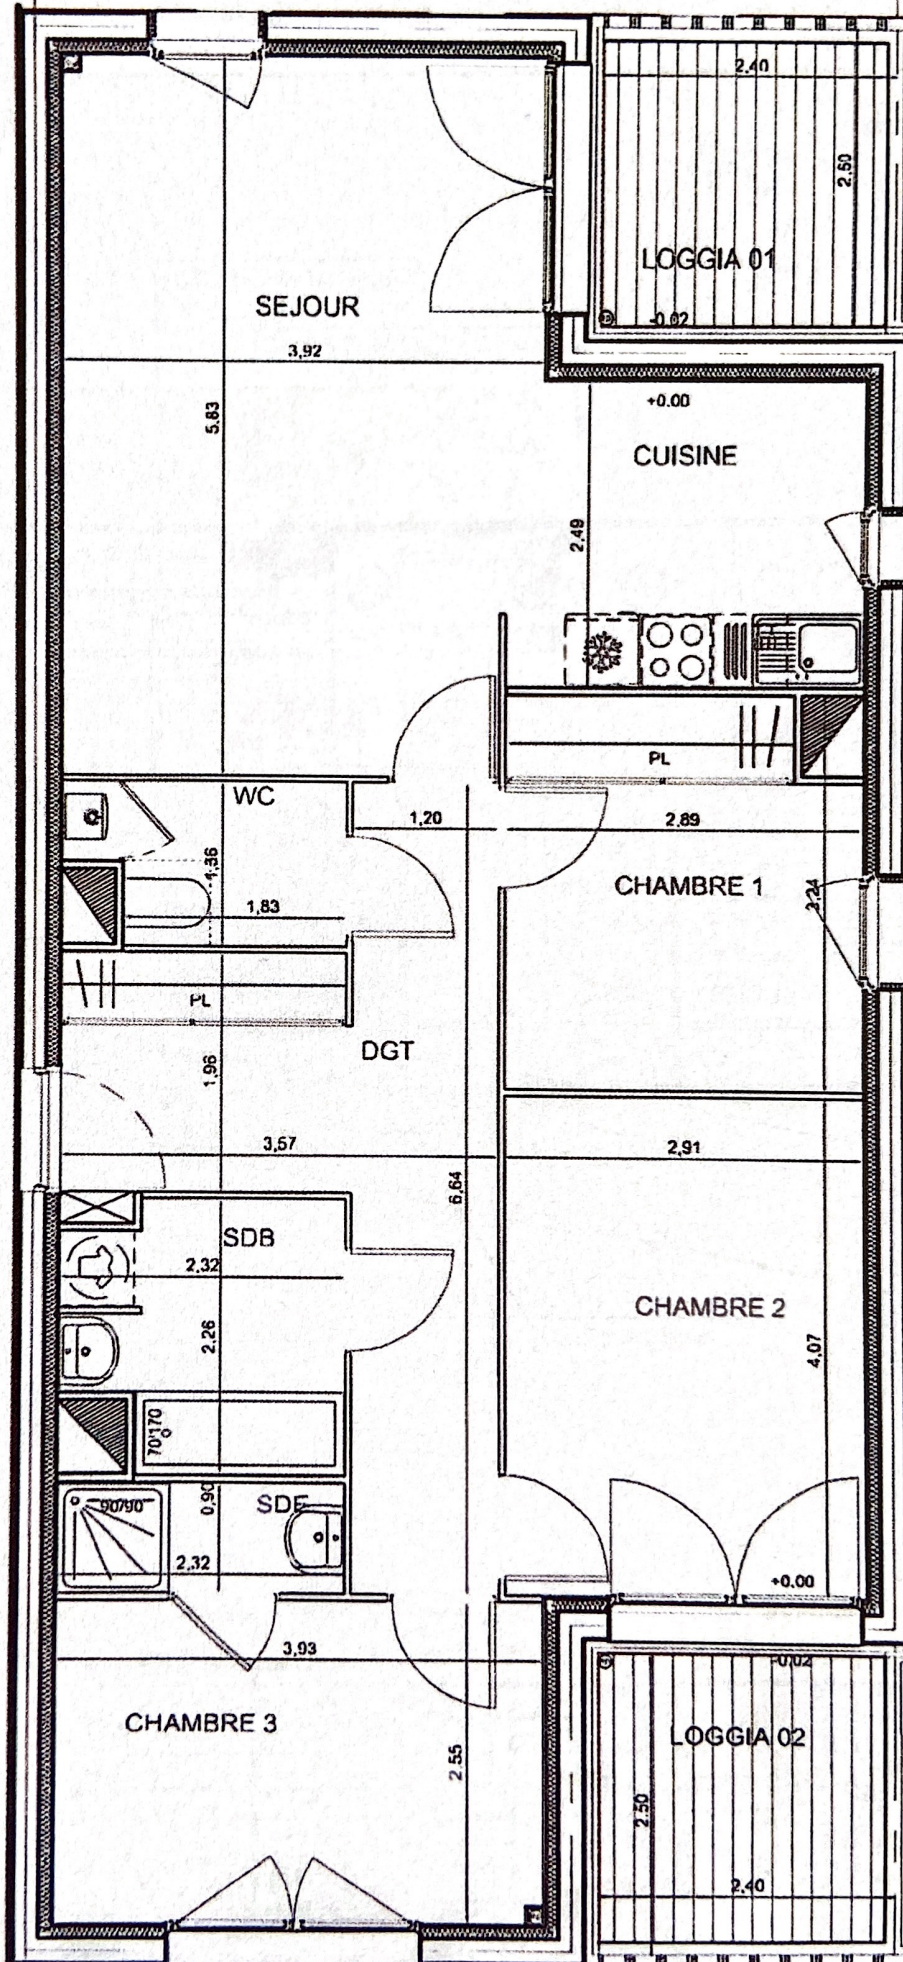 2,40
2,50
LOGGIA 01
-0.02
SEJOUR
3,92
5,83
+0.00
CUISINE
2,49
PL
WC
1,20
2,89
1,36
CHAMBRE 1
3,24
1,83
PL
DGT
1,96
3,57
2,91
6,64
SDB
2,32
CHAMBRE 2
2,26
4,07
70/170
90/90
0,90
SDE
2,32
+0.00
3,93
-0.02
CHAMBRE 3
LOGGIA 02
2.55
2.50
2,40